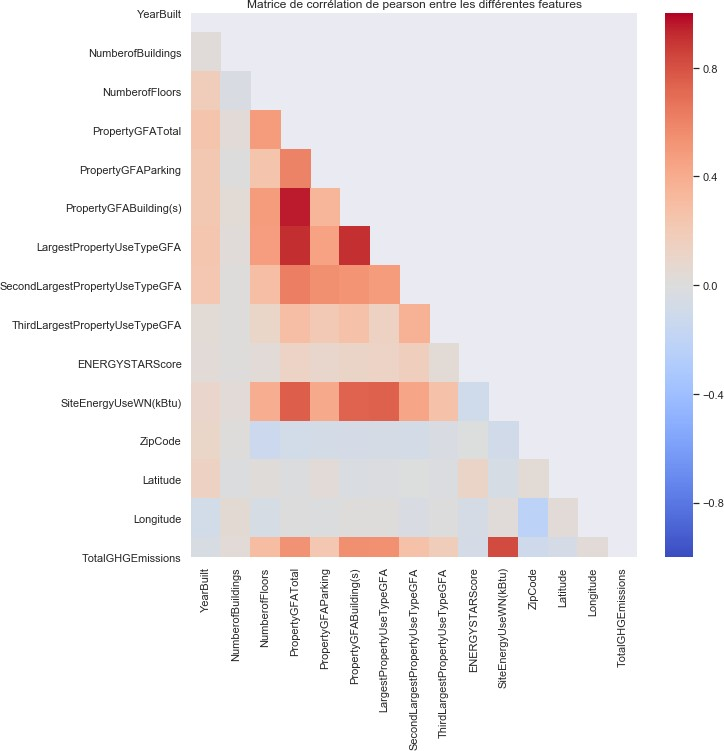 Matrice de corrélation de pearson entre les différentes features
YearBuilt
NumberofBuildings
NumberofFloors
PropertyGFATotal
PropertyGFAParking
PropertyGFABuilding(s)
LargestPropertyUseTypeGFA
SecondLargestPropertyUseTypeGFA
ThirdLargestPropertyUseTypeGFA
ENERGYSTARScore
SiteEnergyUseWN(kBtu)
ZipCode
Latitude
Longitude
TotalGHGEmissions
YearBuilt
NumberofBuildings
NumberofFloors
PropertyGFATotal
PropertyGFAParking
PropertyGFABuilding(s)
LargestPropertyUseTypeGFA
SecondLargestPropertyUseTypeGFA
ThirdLargestPropertyUseTypeGFA
ENERGYSTARScore
SiteEnergyUseWN(kBtu)
ZipCode
Latitude
Longitude
TotalGHGEmissions
0.8
0.4
0.0
−0.4
−0.8